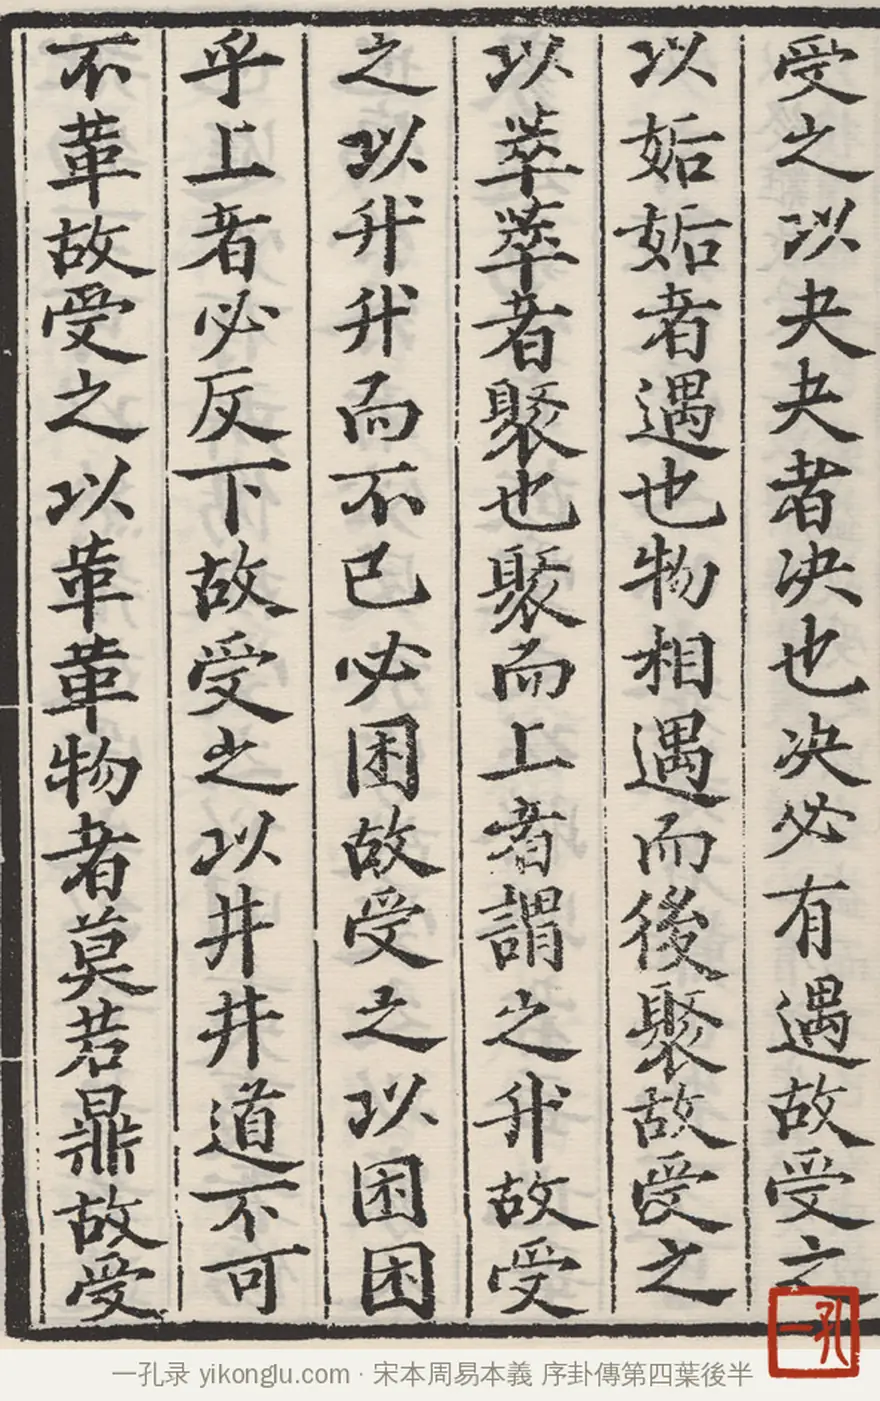 受之以夬夬者决也决必有遇故受之
以姤姤者遇也物相遇而後聚故受之
以萃萃者聚也聚而上者謂之升故受
之以升升而不已必困故受之以困困
乎上者必反下故受之以井井道不可
不革故受之以革革物者莫若鼎故受
一孔
一孔录 yikonglu.com · 宋本周易本義 序卦傳第四葉後半